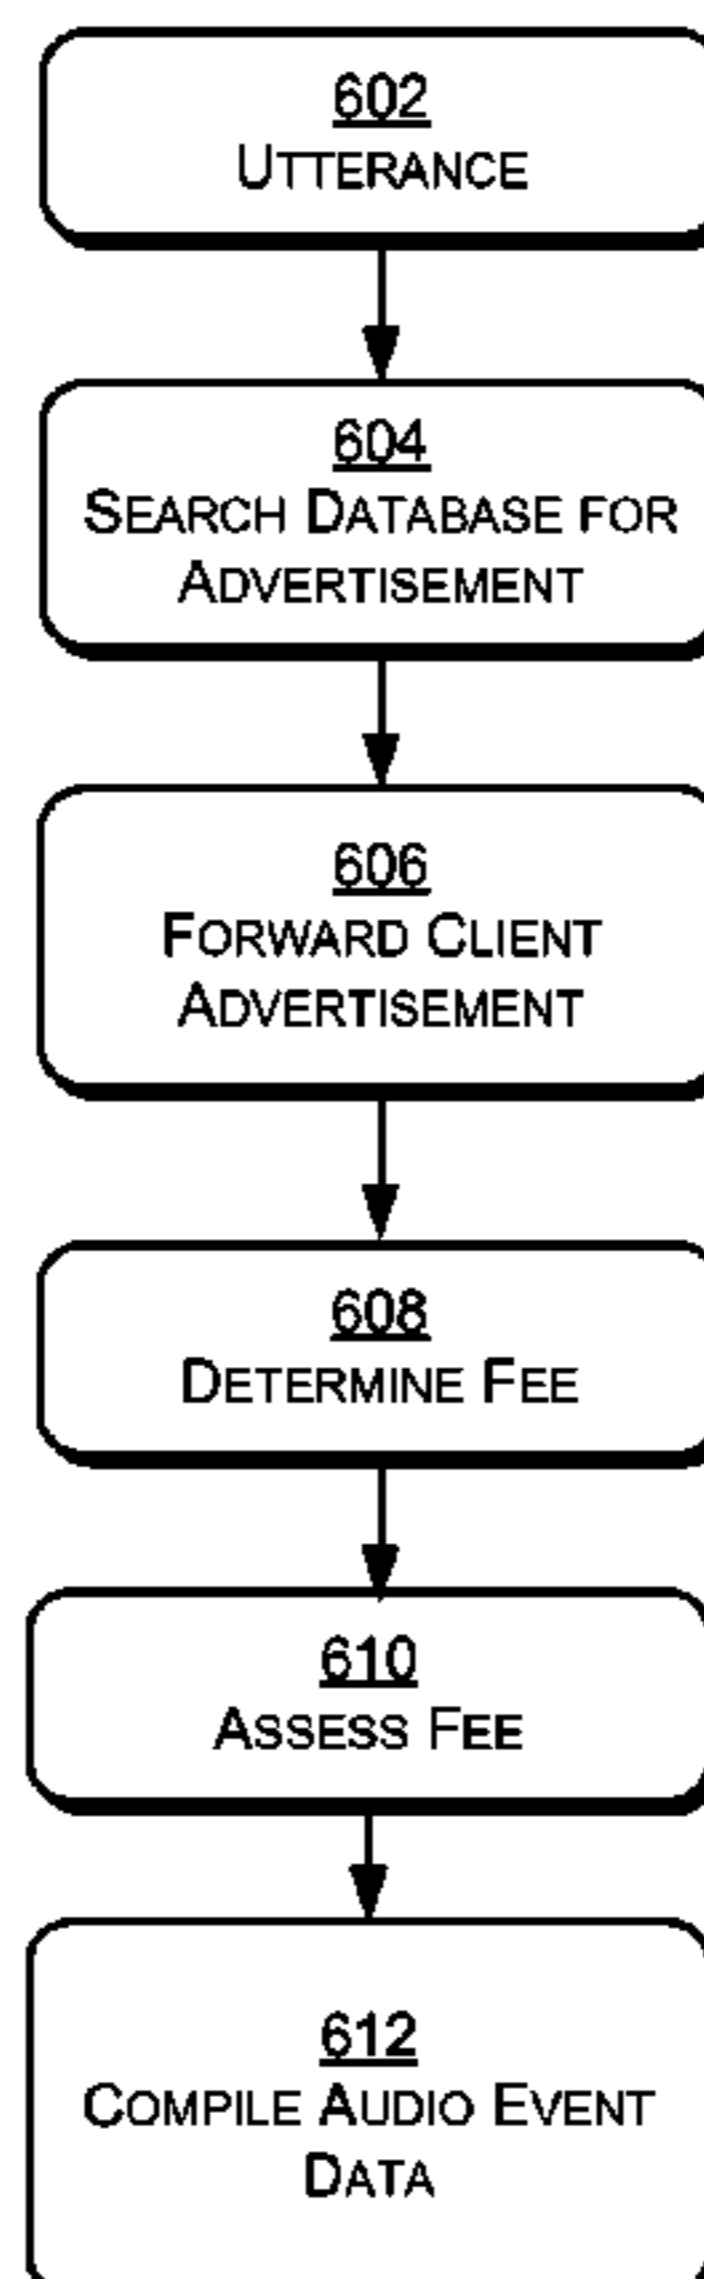 602
UTTERANCE
604
SEARCH DATABASE FOR
ADVERTISEMENT
606
FORWARD CLIENT
ADVERTISEMENT
608
DETERMINE FEE
610
ASSESS FEE
612
COMPILE AUDIO EVENT
DATA